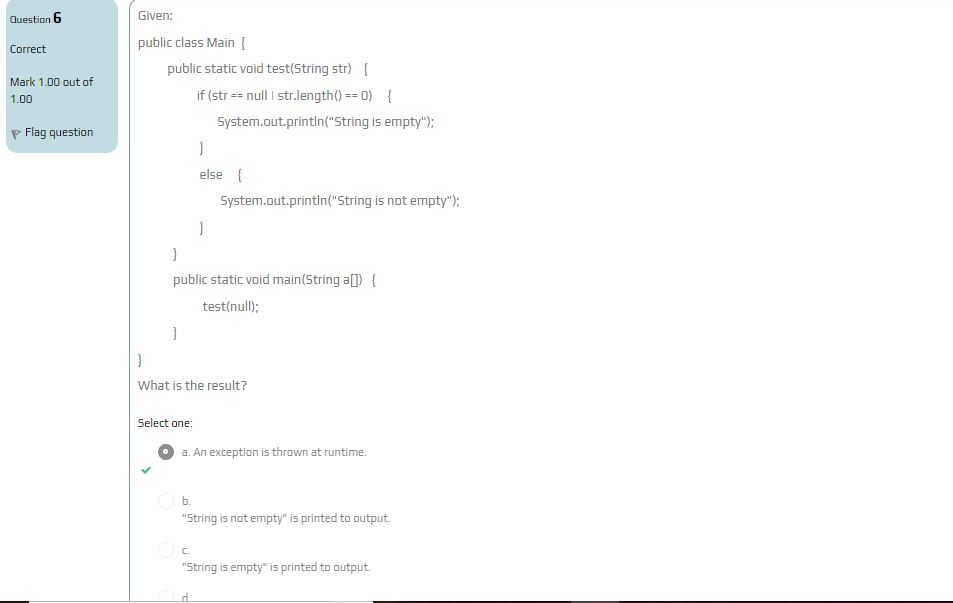 Question 6
Correct
Mark 1.00 out of
1.00
Flag question
Given:
public class Main {
public static void test(String str) {
if (str == null | str.length() == 0) {
System.out.println("String is empty");
}
else {
System.out.println("String is not empty");
}
}
public static void main(String a[]) {
test(null);
}
}
What is the result?
Select one:
a. An exception is thrown at runtime.
b.
"String is not empty" is printed to output.
c.
"String is empty" is printed to output.
d.